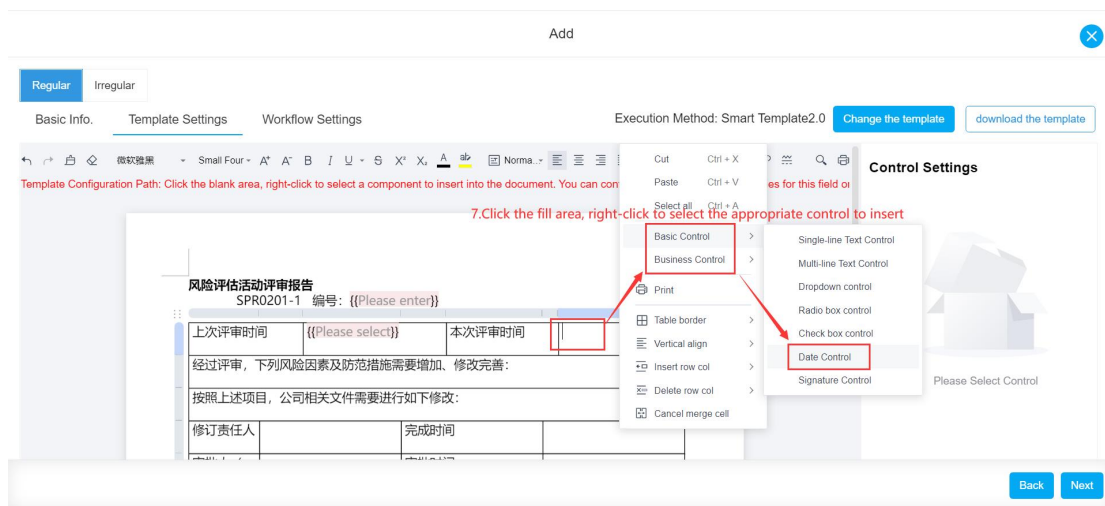 Add
Regular Irregular
Basic Info. Template Settings Workflow Settings Execution Method: Smart Template2.0 Change the template download the template
微软雅黑 Small Four A⁺ A⁻ B I U S X² X₂ A ab Norma..
Template Configuration Path: Click the blank area, right-click to select a component to insert into the document. You can con es for this field or
Control Settings
Cut Ctrl + X
Paste Ctrl + V
Select all Ctrl + A
7.Click the fill area, right-click to select the appropriate control to insert
Basic Control
Business Control
Print
Table border
Vertical align
Insert row col
Delete row col
Cancel merge cell
Single-line Text Control
Multi-line Text Control
Dropdown control
Radio box control
Check box control
Date Control
Signature Control
Please Select Control
风险评估活动评审报告
SPR0201-1 编号：{{Please enter}}
上次评审时间 {{Please select}} 本次评审时间
经过评审，下列风险因素及防范措施需要增加、修改完善：
按照上述项目，公司相关文件需要进行如下修改：
修订责任人 完成时间
Back Next